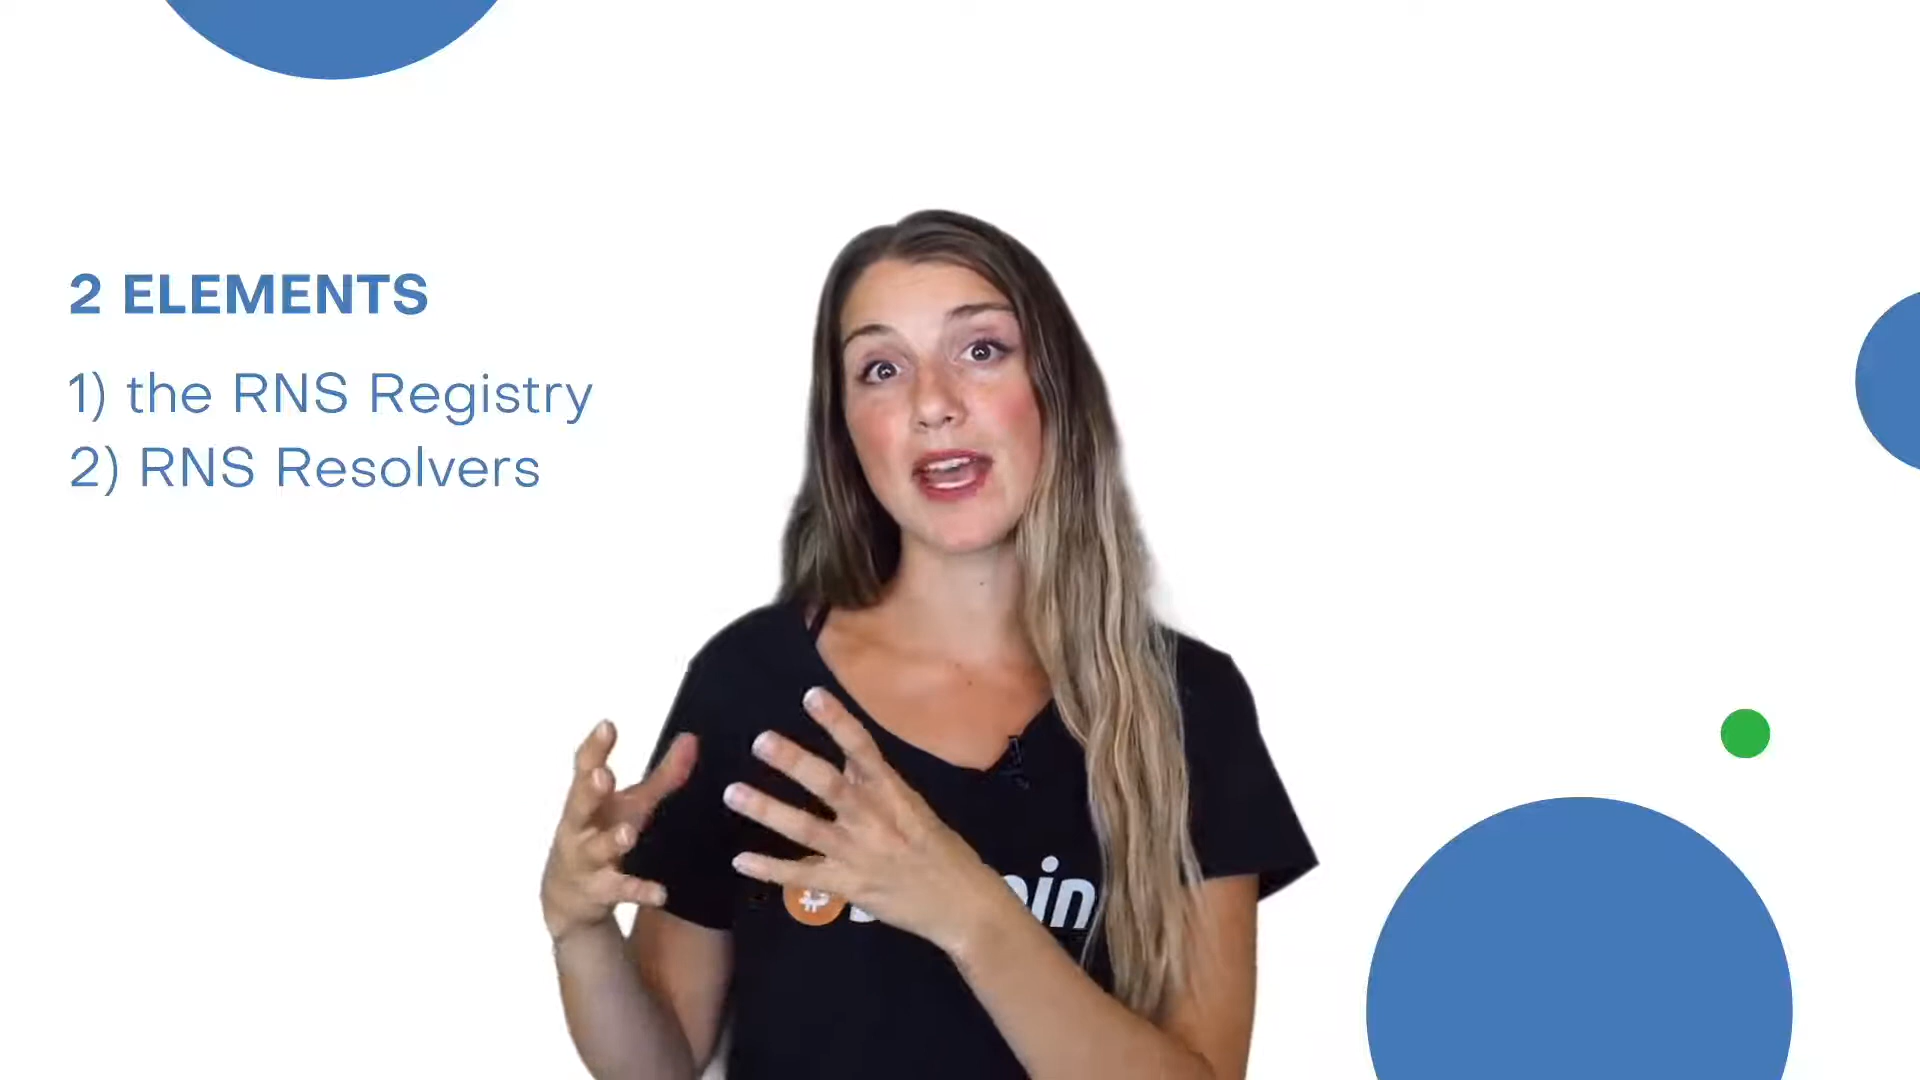 2 ELEMENTS
1) the RNS Registry
2) RNS Resolvers